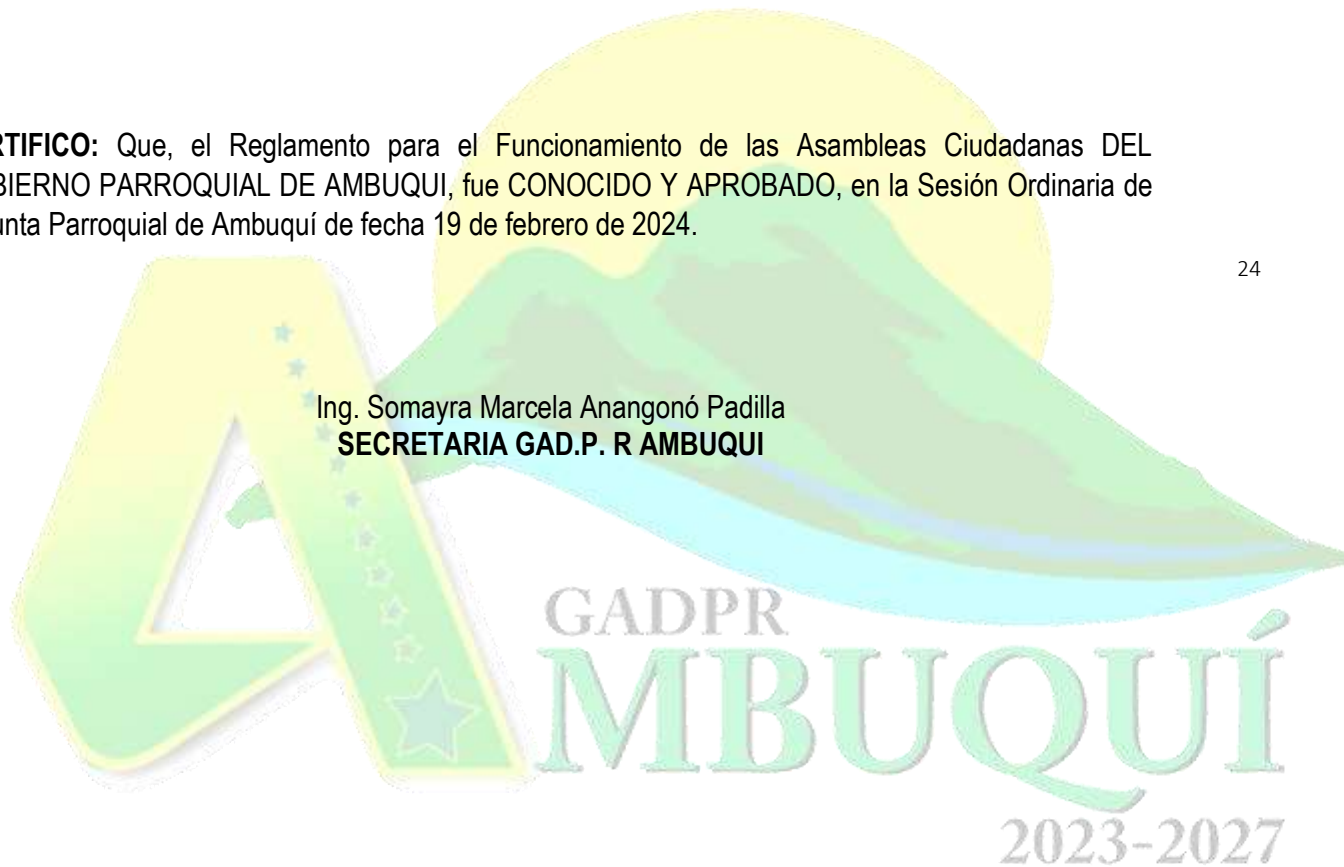 RTIFICO: Que, el Reglamento para el Funcionamiento de las Asambleas Ciudadanas DEL
BIERNO PARROQUIAL DE AMBUQUI, fue CONOCIDO Y APROBADO, en la Sesión Ordinaria de
unta Parroquial de Ambuquí de fecha 19 de febrero de 2024.
24
Ing. Somayra Marcela Anangonó Padilla
SECRETARIA GAD.P. R AMBUQUI
GADPR
AMBUQUÍ
2023-2027